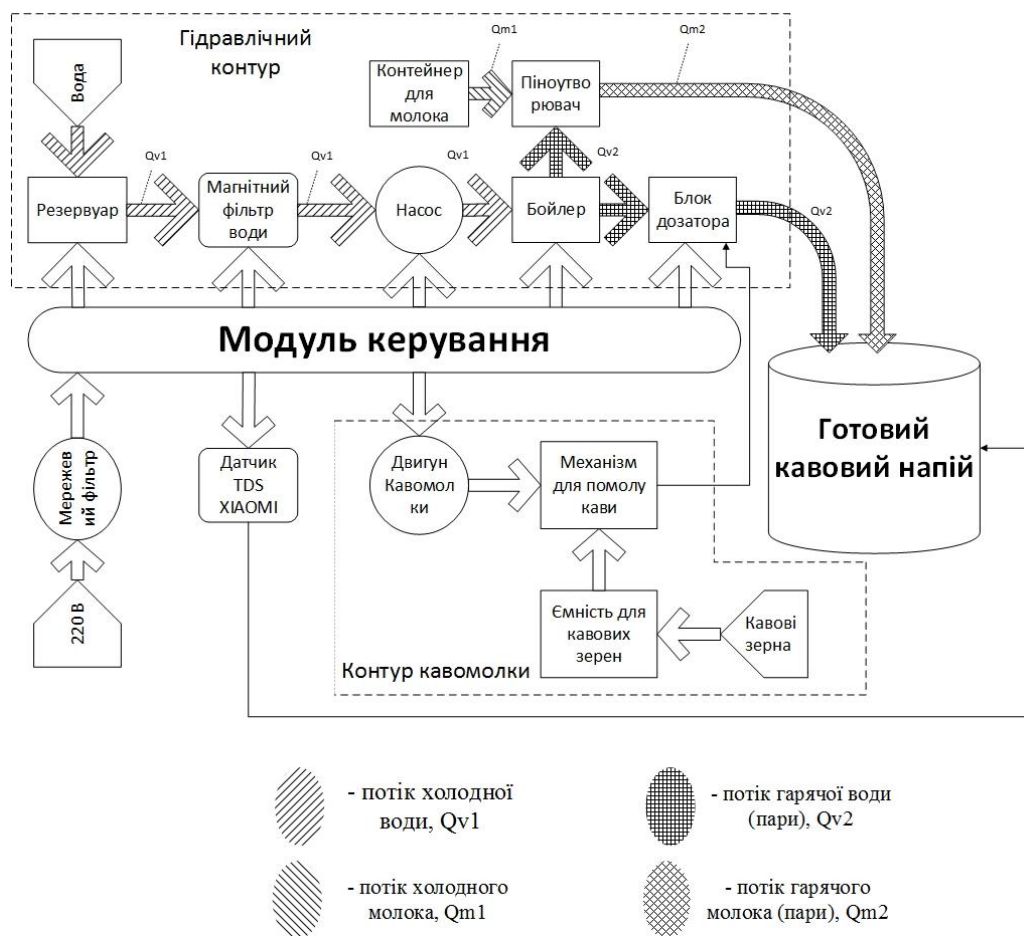 Гідравлічний
контур
Вода
Qm1
Qm2
Контейнер
для
молока
Піноутво
рювач
Qv1
Qv1
Qv1
Qv2
Резервуар
Магнітний
фільтр
води
Насос
Бойлер
Блок
дозатора
Qv2
Модуль керування
Мережев
ий фільтр
220 В
Датчик
TDS
XIAOMI
Двигун
Кавомол
ки
Механізм
для помолу
кави
Готовий
кавовий напій
Ємність для
кавових
зерен
Кавові
зерна
Контур кавомолки
- потік холодної
води, Qv1
- потік гарячої води
(пари), Qv2
- потік холодного
молока, Qm1
- потік гарячого
молока (пари), Qm2